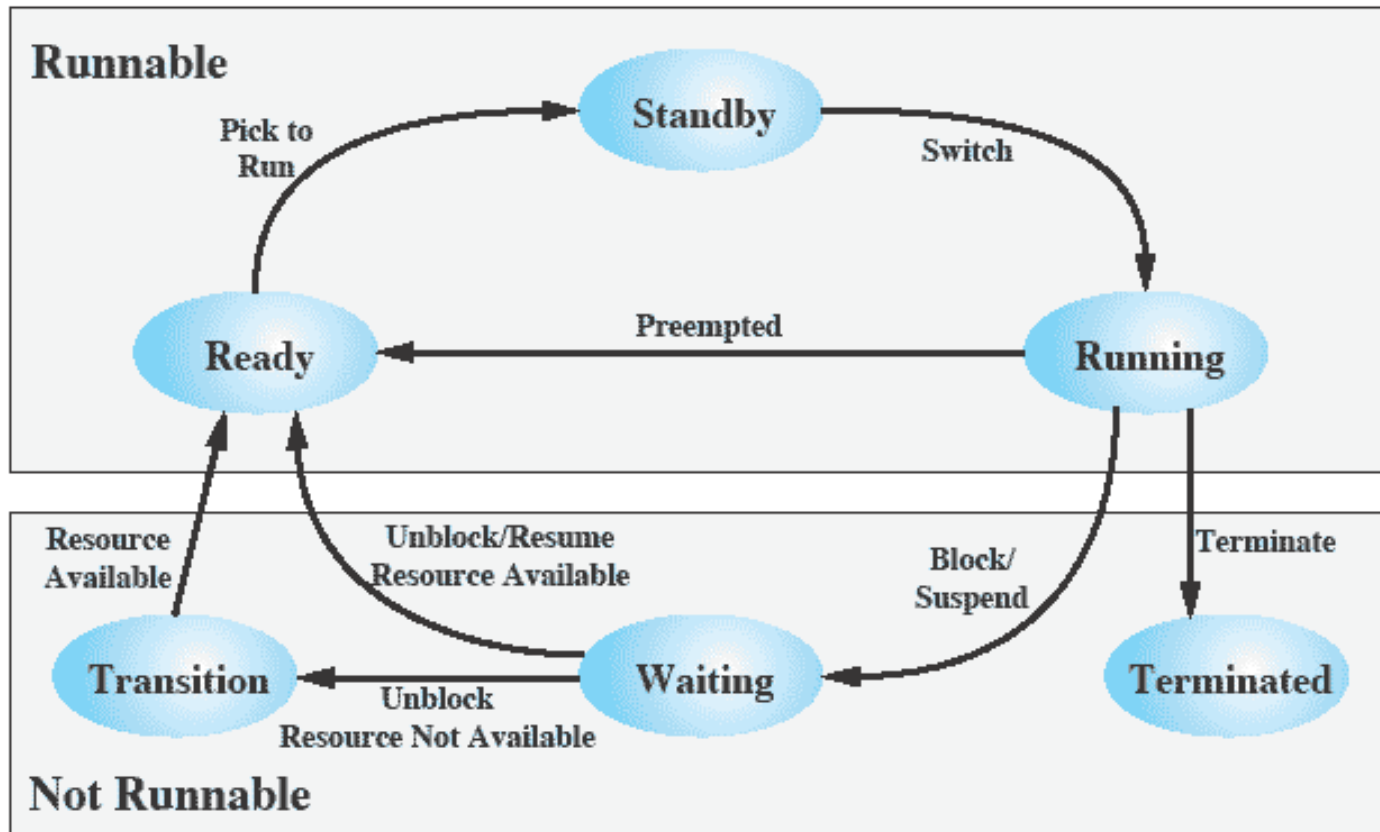 Runnable
Standby
Pick to
Run
Switch
Preempted
Ready
Running
Resource
Available
Unblock/Resume
Resource Available
Block/
Suspend
Terminate
Transition
Waiting
Terminated
Unblock
Resource Not Available
Not Runnable